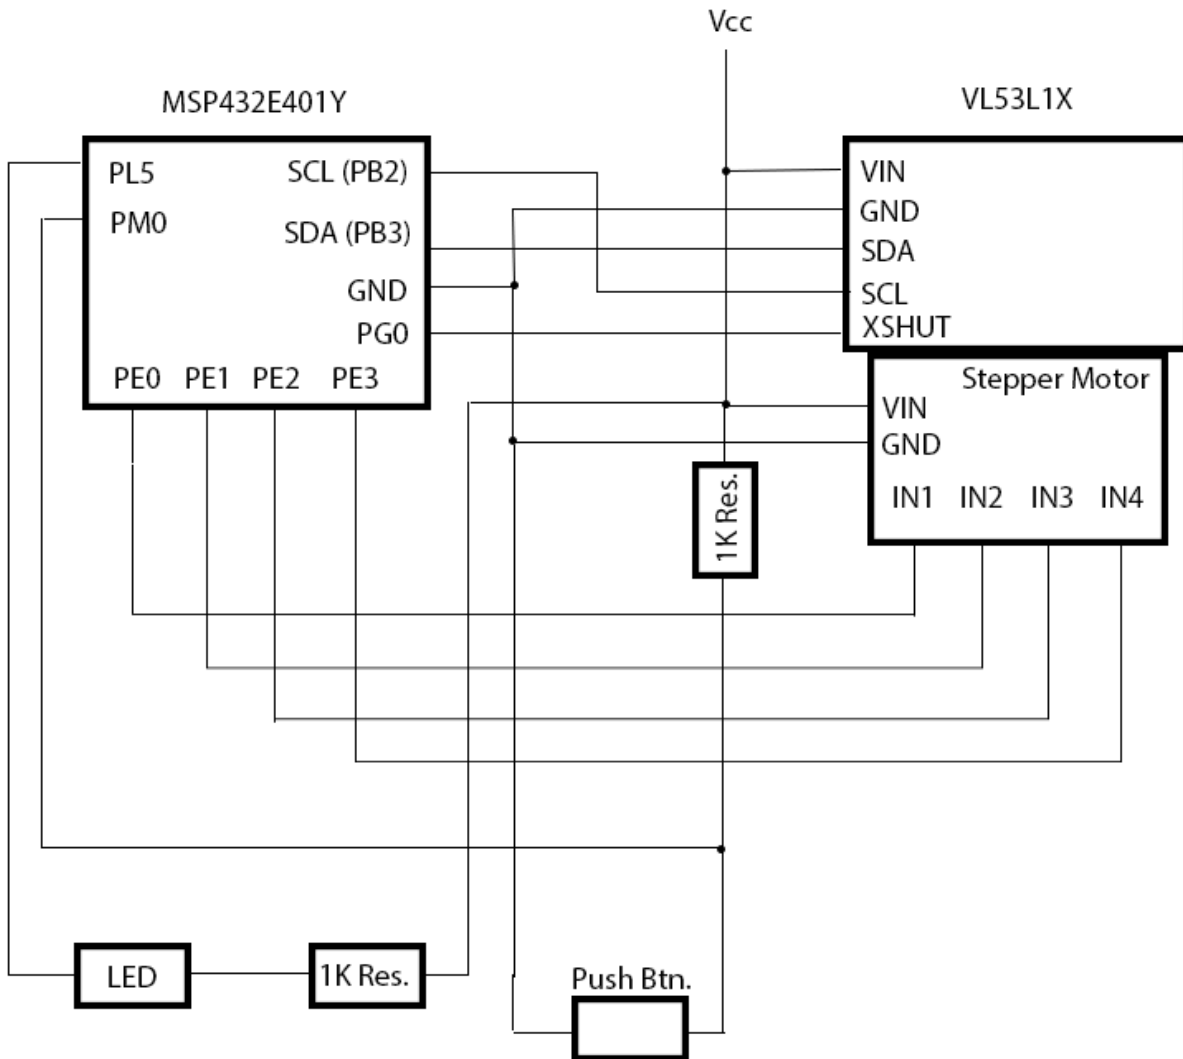 Vcc
MSP432E401Y
VL53L1X
PL5
SCL (PB2)
PM0
SDA (PB3)
GND
PG0
PE0 PE1 PE2 PE3
VIN
GND
SDA
SCL
XSHUT
Stepper Motor
VIN
GND
IN1 IN2 IN3 IN4
1K Res.
LED
1K Res.
Push Btn.